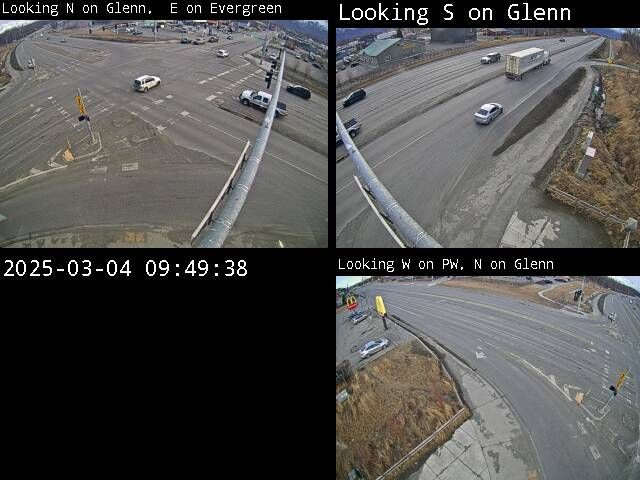 Looking N on Glenn,  E on Evergreen
Looking S on Glenn
2025-03-04 09:49:38
Looking W on PW, N on Glenn